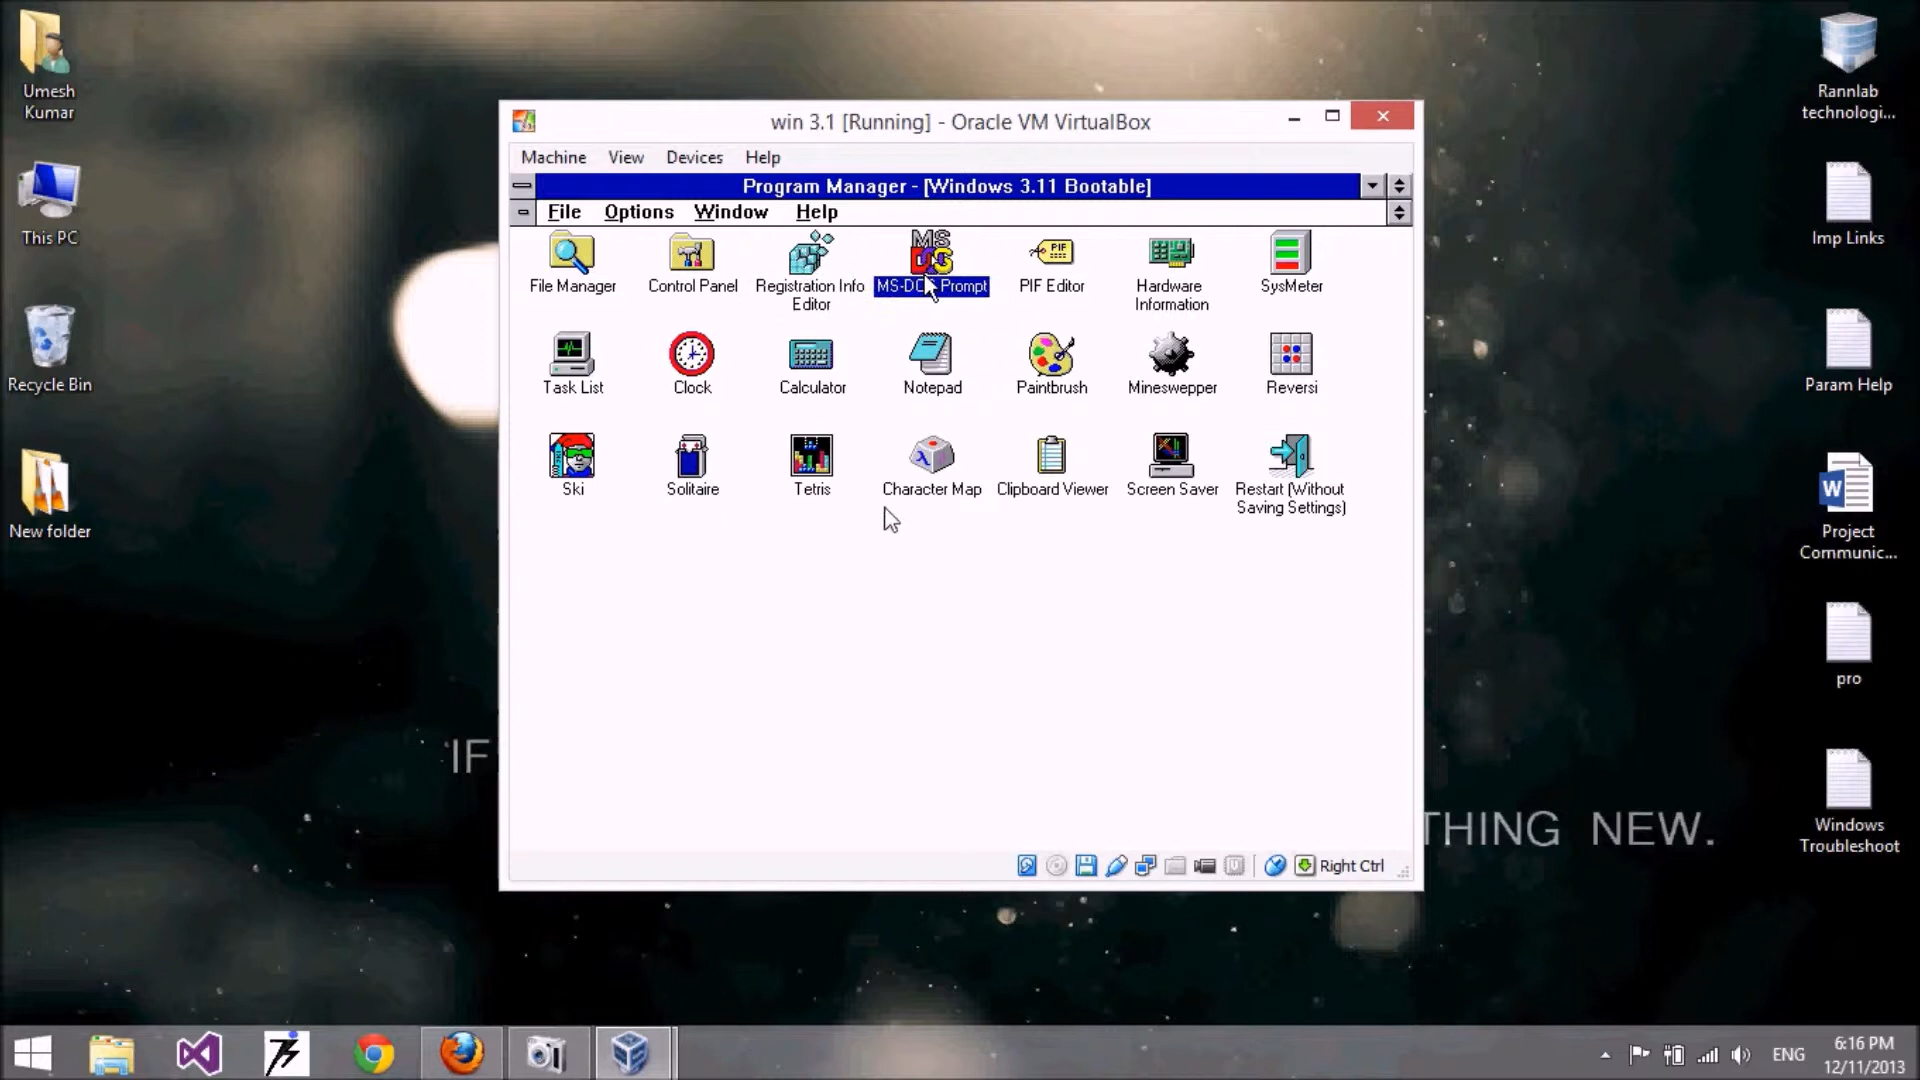 Umesh
Kumar
This PC
Recycle Bin
New folder
win 3.1 [Running] - Oracle VM VirtualBox
Machine View Devices Help
Program Manager - [Windows 3.11 Bootable]
File Options Window Help
File Manager
Control Panel
Registration Info
Editor
MS
MS-DOS Prompt
PIF
PIF Editor
Hardware
Information
SysMeter
Task List
Clock
Calculator
Notepad
Paintbrush
Mineswepper
Reversi
Ski
Solitaire
Tetris
Character Map
Clipboard Viewer
Screen Saver
Restart (Without
Saving Settings)
Right Ctrl
IF
THING NEW.
Rannlab
technologi...
Imp Links
Param Help
W
Project
Communic...
pro
Windows
Troubleshoot
ENG
6:16 PM
12/11/2013